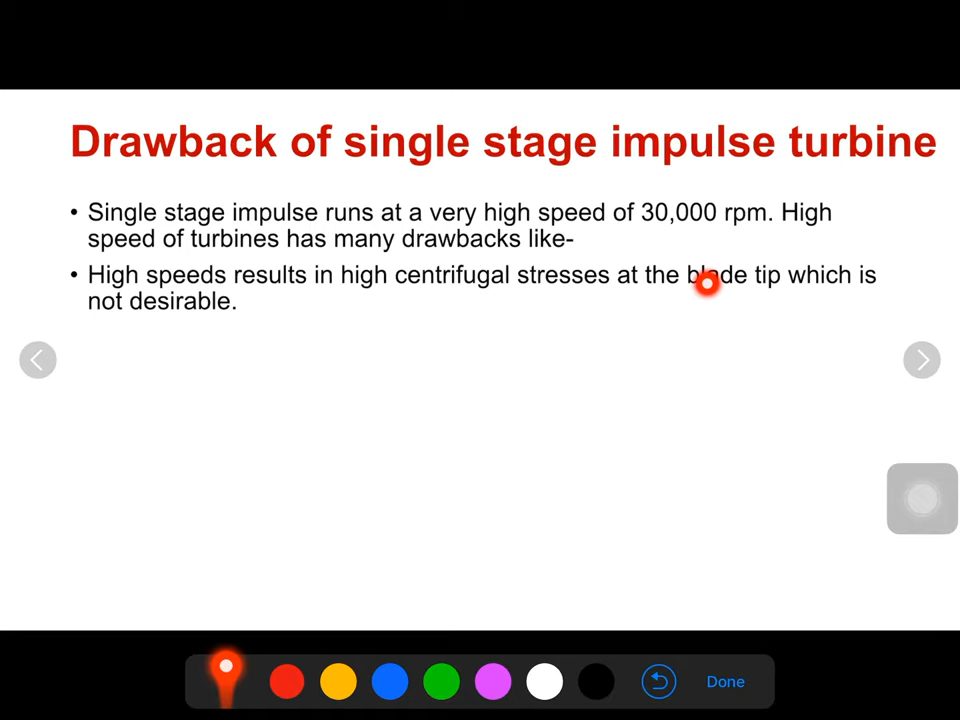 Drawback of single stage impulse turbine
• Single stage impulse runs at a very high speed of 30,000 rpm. High
speed of turbines has many drawbacks like-
• High speeds results in high centrifugal stresses at the blade tip which is
not desirable.
Done